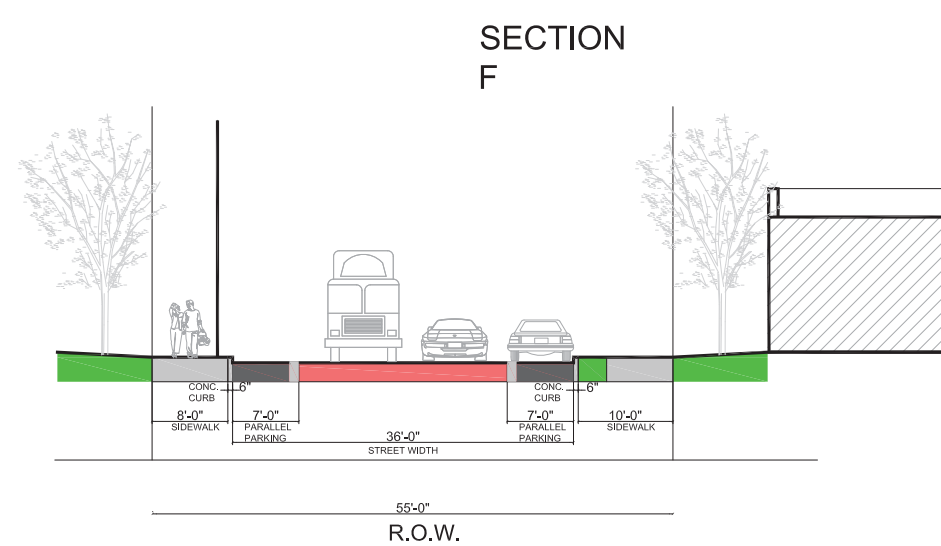 SECTION
F
CONC.
CURB
6"
CONC.
CURB
6"
8'-0"
SIDEWALK
7'-0"
PARALLEL
PARKING
7'-0"
PARALLEL
PARKING
10'-0"
SIDEWALK
36'-0"
STREET WIDTH
55'-0"
R.O.W.